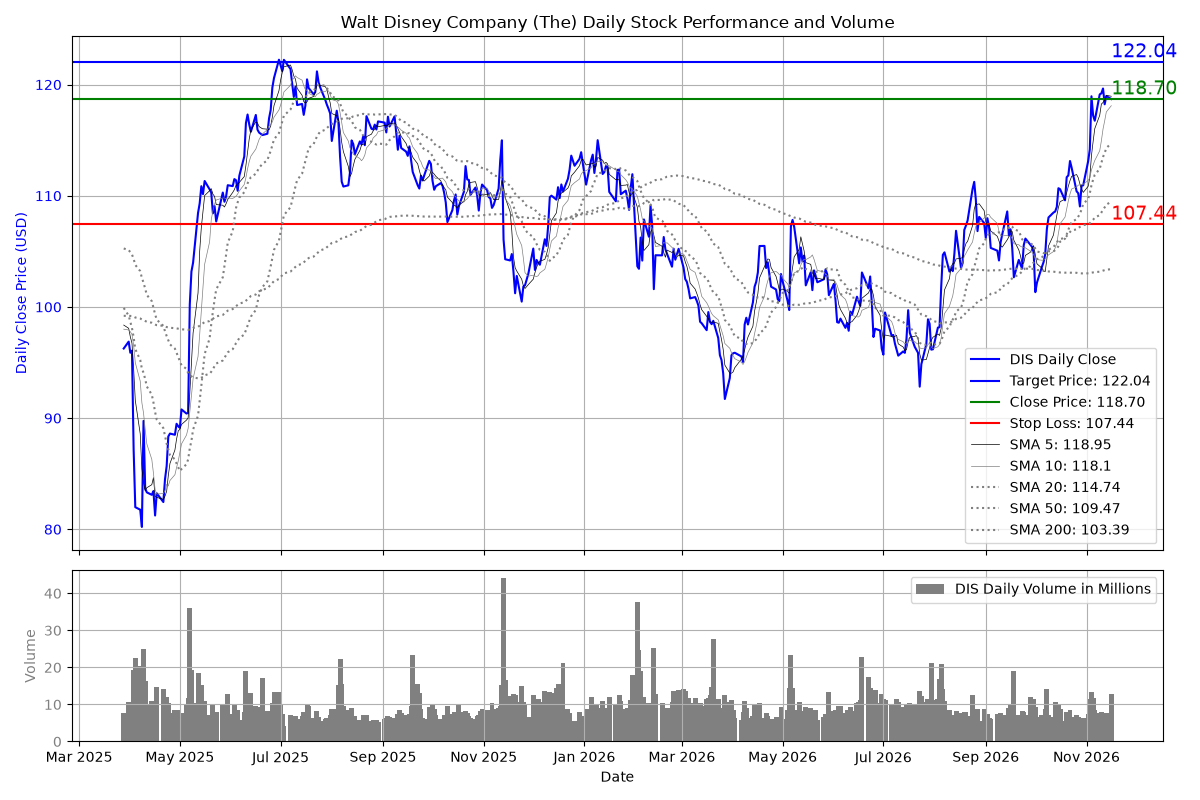 Walt Disney Company (The) Daily Stock Performance and Volume
122.04
118.70
107.44
120
110
100
90
80
Daily Close Price (USD)
DIS Daily Close
Target Price: 122.04
Close Price: 118.70
Stop Loss: 107.44
SMA 5: 118.95
SMA 10: 118.1
SMA 20: 114.74
SMA 50: 109.47
SMA 200: 103.39
DIS Daily Volume in Millions
40
30
20
10
0
Volume
Mar 2025
May 2025
Jul 2025
Sep 2025
Nov 2025
Jan 2026
Mar 2026
May 2026
Jul 2026
Sep 2026
Nov 2026
Date